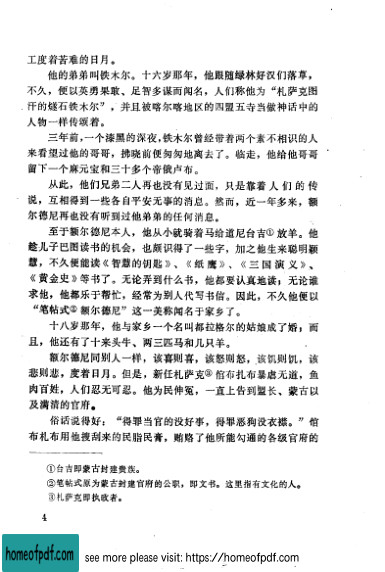 工度着苦难的日月。
他的弟弟叫铁木尔。十六岁那年，他跟随绿林好汉们落草，
不久，便以英勇果敢、足智多谋而闻名，人们称他为“札萨克图
汗的燧石铁木尔”，并且被喀尔喀地区的四盟五寺当做神话中的
人物一样传颂着。
三年前，一个漆黑的深夜，铁木尔曾经带着两个素不相识的人
来看望过他的哥哥，拂晓前便匆匆地离去了。临走，他给他哥哥
留下一个麻元宝和三十多个帝俄卢布。
从此，他们兄弟二人再也没有见过面，只是靠着人们的传
说，互相得到一些各自平安无事的消息。然而，近一年多来，额
尔德尼再也没有听到过他弟弟的任何消息。
至于额尔德尼本人，他从小就骑着马给道尼台吉①放羊。他
趁儿子巴图读书的机会，也颇识得了一些字，加之他生来聪明颖
慧，不久便能读《智慧的钥匙》、《纸鹰》、《三国演义》、
《黄金史》等书了。无论弄到什么书，他都要认真地读；无论谁
求他，他都乐于帮忙，经常为别人代写书信。因此，不久他便以
“笔帖式②额尔德尼”这一美称闻名于家乡了。
十八岁那年，他与家乡一个名叫都拉格尔的姑娘成了婚；而
且，他还有了十来头牛、两三匹马和几只羊。
额尔德尼同别人一样，该喜则喜，该怒则怒，该饥则饥，该
悲则悲，度着日月。但是，新任札萨克③馆布扎布暴虐无道，鱼
肉百姓，人们忍无可忍。他为民伸冤，一直上告到盟长、蒙古以
及满清的官府。
俗话说得好：“得罪当官的没好事，得罪恶狗没衣襟。”馆
布札布用他搜刮来的民脂民膏，贿赂了他所能勾通的各级官府的
①台吉即蒙古封建贵族。
②笔帖式原为蒙古封建官府的公职，即文书。这里指有文化的人。
③札萨克即执政者。
4
homeofpdf.com
see more please visit: https://homeofpdf.com